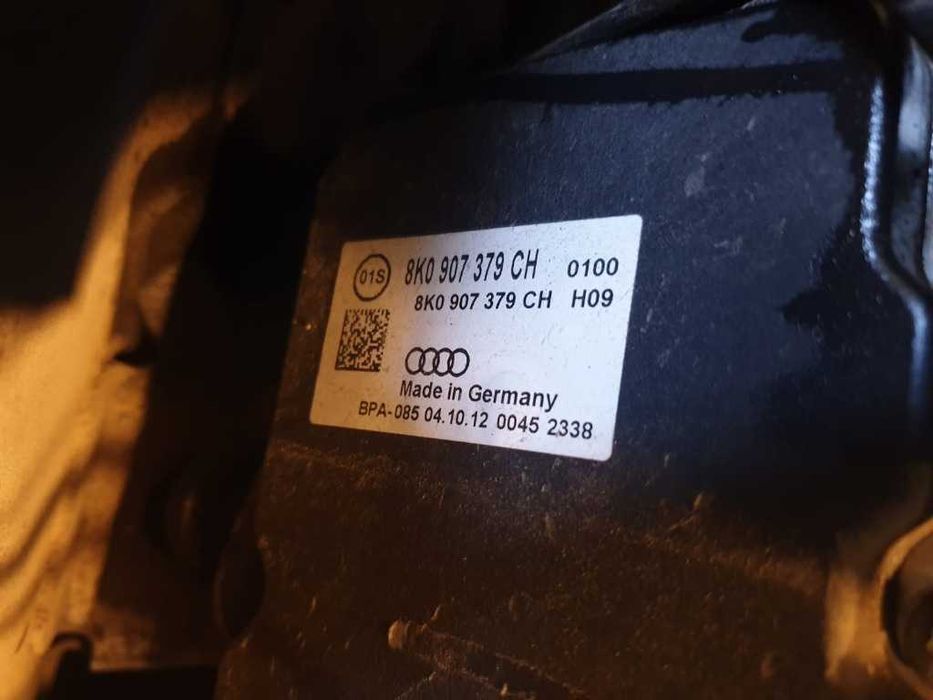 01S
8K0 907 379 CH 0100
8K0 907 379 CH H09
Made in Germany
BPA-085 04.10.12 0045 2338